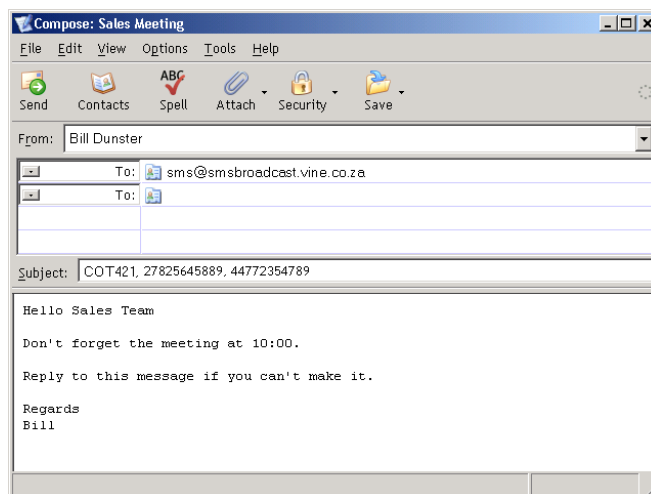 Compose: Sales Meeting
File Edit View Options Tools Help
ABC
Send Contacts Spell Attach Security Save
From: Bill Dunster
To: sms@smsbroadcast.vine.co.za
To:
Subject: COT421, 27825645889, 44772354789
Hello Sales Team
Don't forget the meeting at 10:00.
Reply to this message if you can't make it.
Regards
Bill